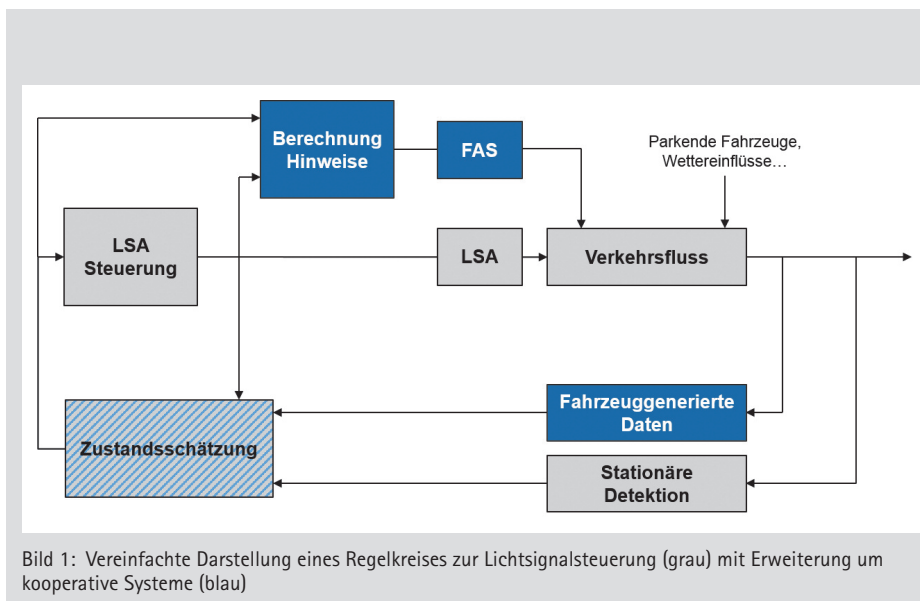 Berechnung
Hinweise
FAS
Parkende Fahrzeuge,
Wettereinflüsse...
LSA
Steuerung
LSA
Verkehrsfluss
Fahrzeuggenerierte
Daten
Zustandsschätzung
Stationäre
Detektion
Bild 1: Vereinfachte Darstellung eines Regelkreises zur Lichtsignalsteuerung (grau) mit Erweiterung um
kooperative Systeme (blau)